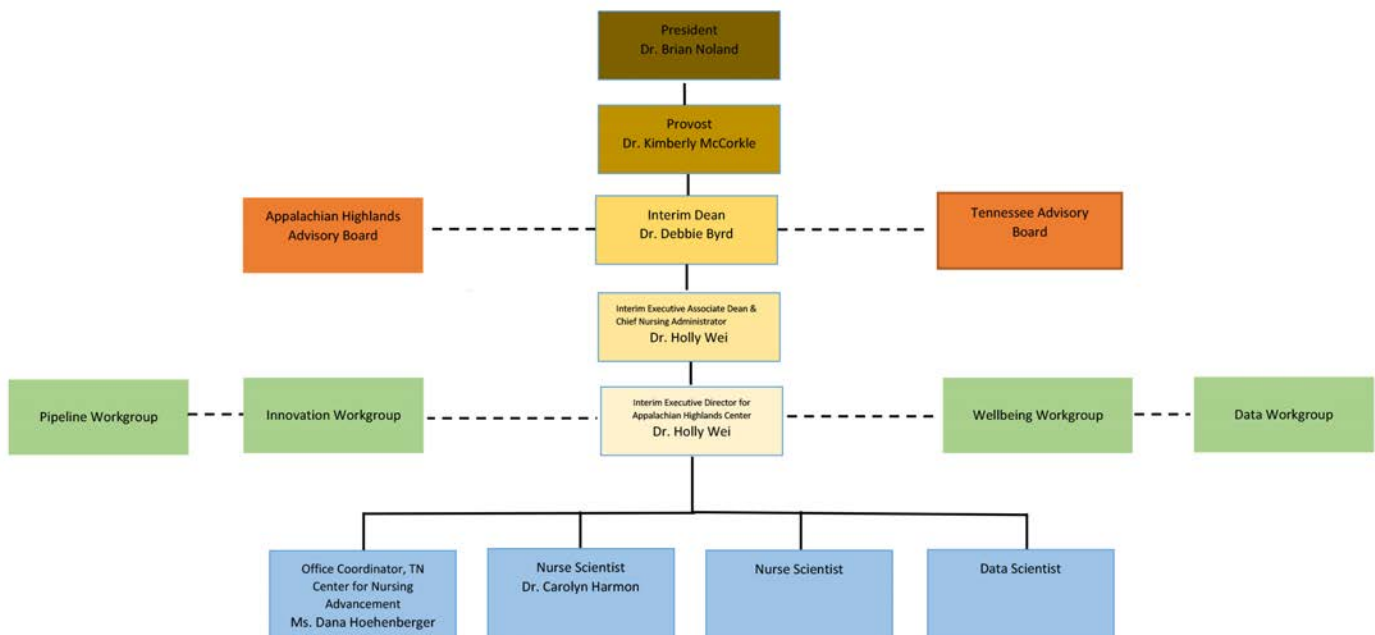 President
Dr. Brian Noland
Provost
Dr. Kimberly McCorkle
Appalachian Highlands
Advisory Board
Interim Dean
Dr. Debbie Byrd
Tennessee Advisory
Board
Interim Executive Associate Dean &
Chief Nursing Administrator
Dr. Holly Wei
Pipeline Workgroup
Innovation Workgroup
Interim Executive Director for
Appalachian Highlands Center
Dr. Holly Wei
Wellbeing Workgroup
Data Workgroup
Office Coordinator, TN
Center for Nursing
Advancement
Ms. Dana Hoehenberger
Nurse Scientist
Dr. Carolyn Harmon
Nurse Scientist
Data Scientist